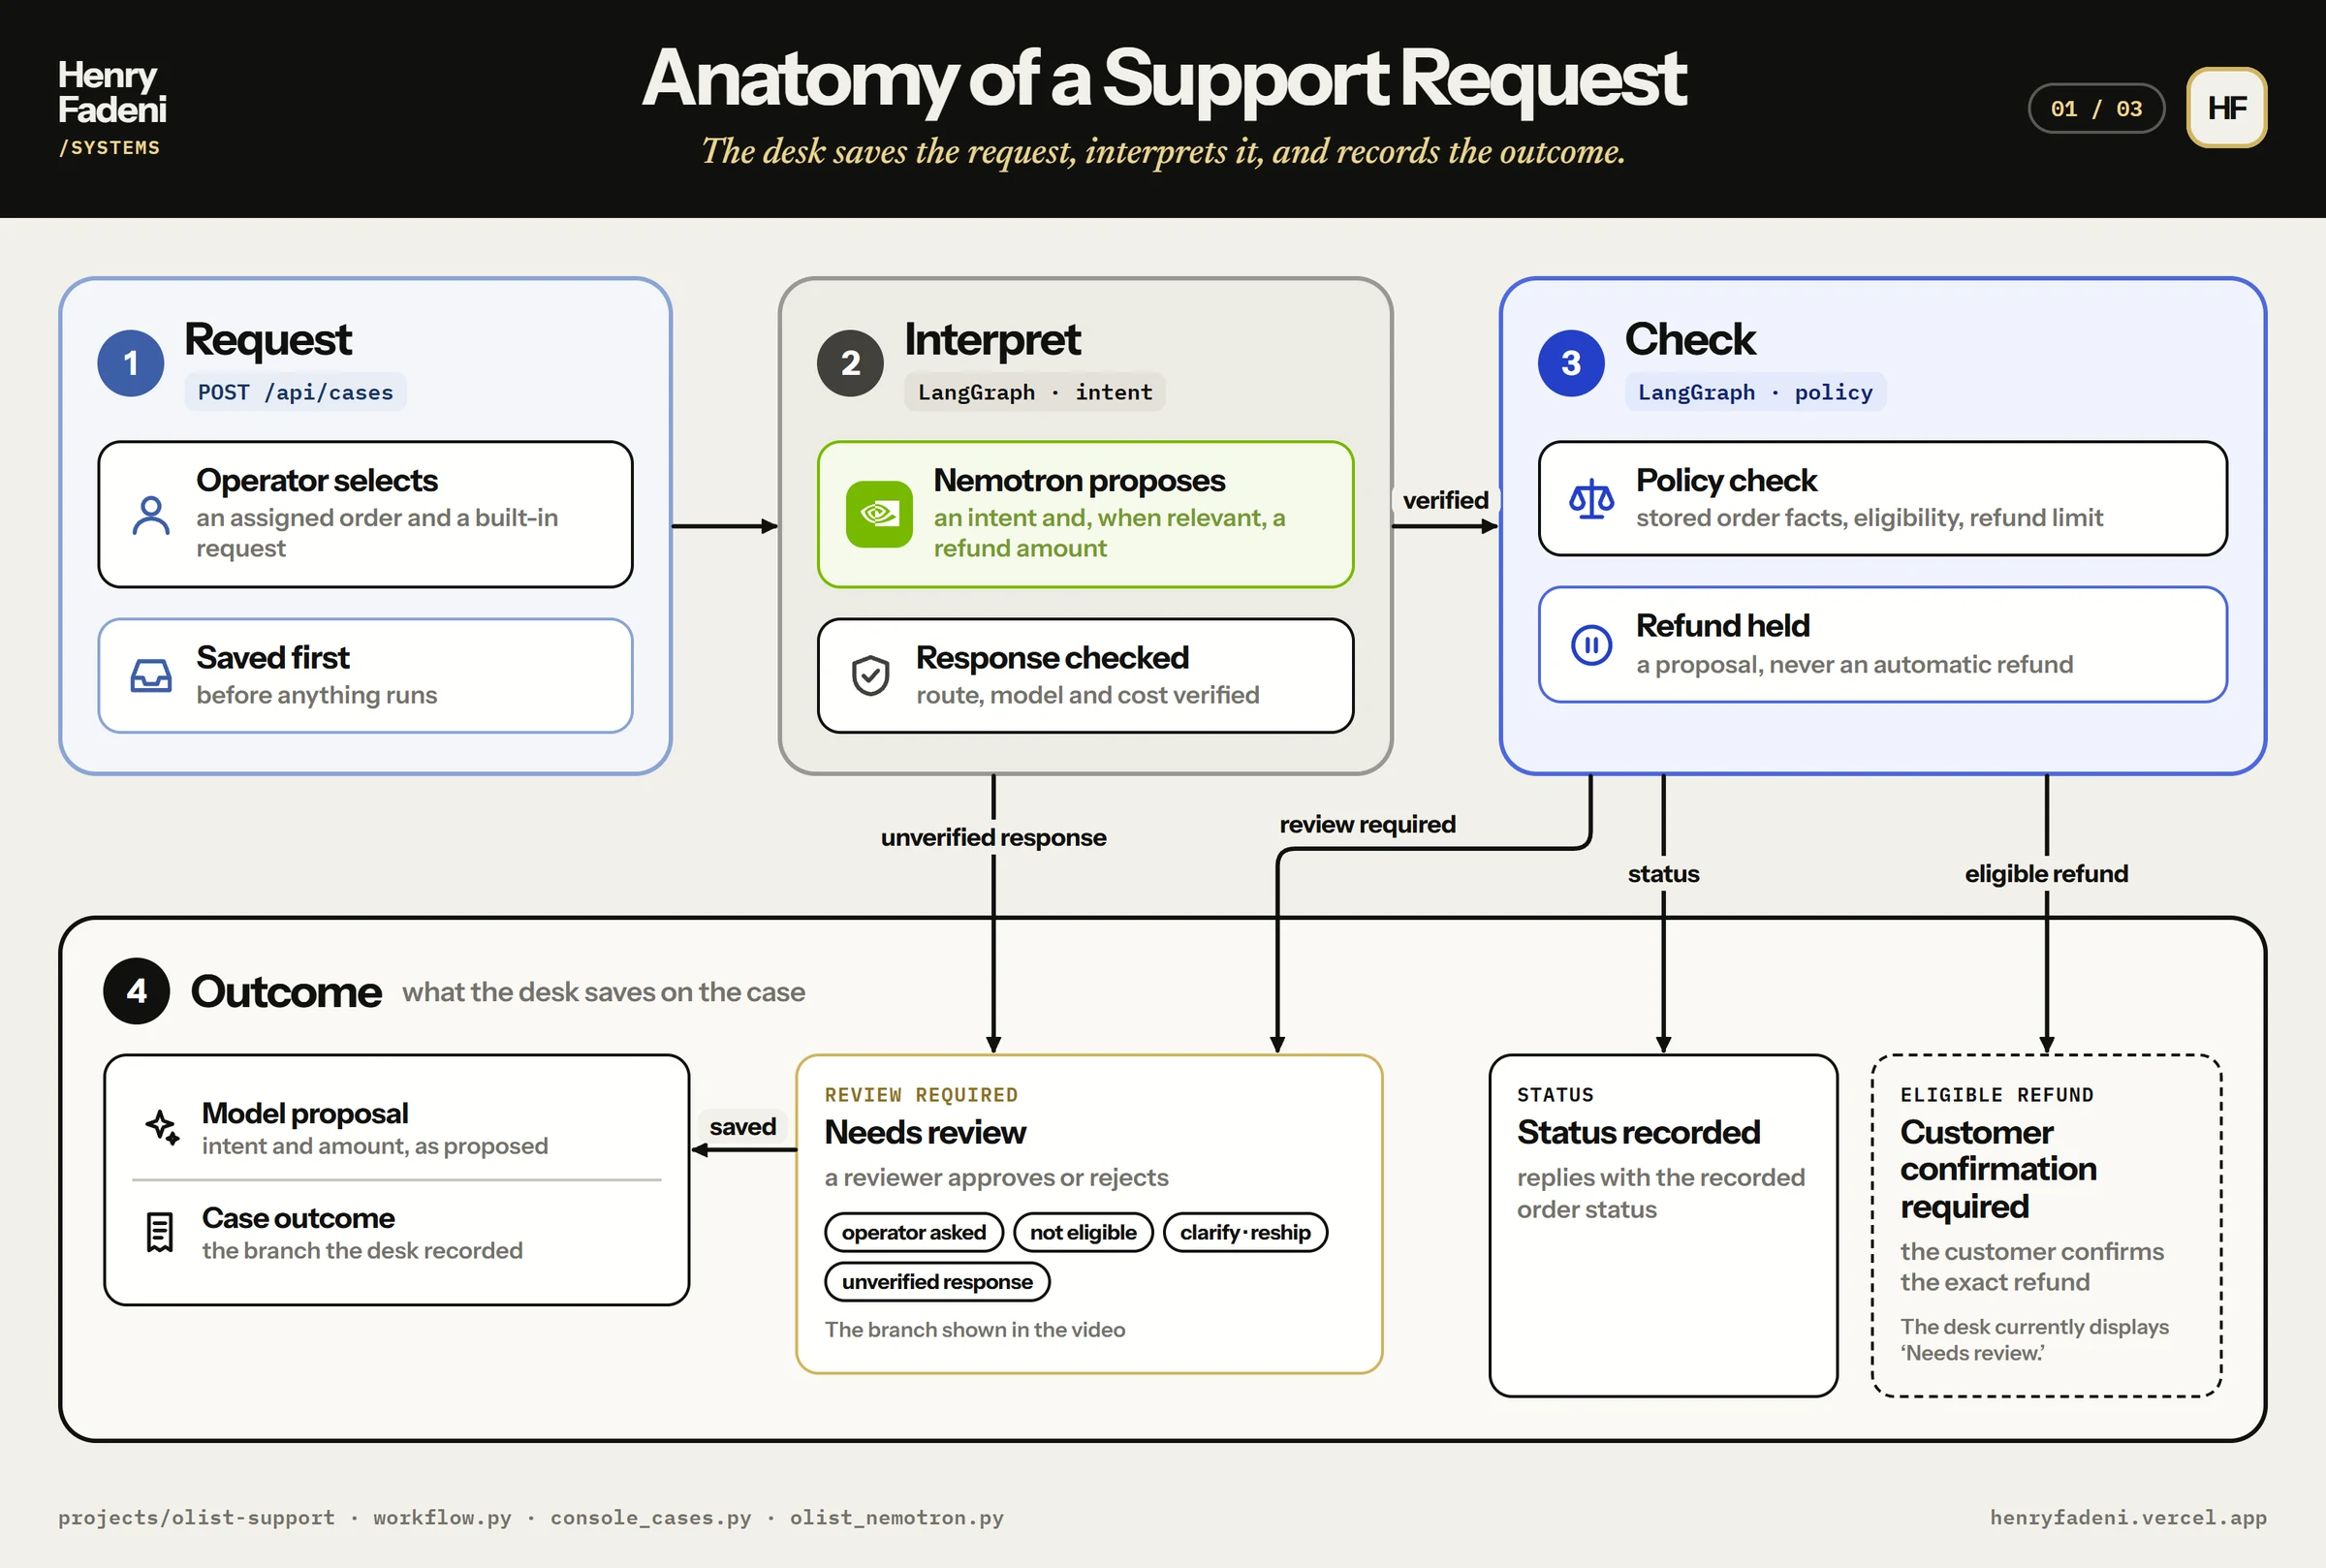 Henry
Fadeni
/SYSTEMS
Anatomy of a Support Request
The desk saves the request, interprets it, and records the outcome.
01 / 03
HF
1
Request
POST /api/cases
Operator selects
an assigned order and a built-in
request
Saved first
before anything runs
2
Interpret
LangGraph · intent
Nemotron proposes
an intent and, when relevant, a
refund amount
Response checked
route, model and cost verified
verified
3
Check
LangGraph · policy
Policy check
stored order facts, eligibility, refund limit
Refund held
a proposal, never an automatic refund
unverified response
review required
status
eligible refund
4
Outcome
what the desk saves on the case
Model proposal
intent and amount, as proposed
Case outcome
the branch the desk recorded
saved
REVIEW REQUIRED
Needs review
a reviewer approves or rejects
operator asked
not eligible
clarify·reship
unverified response
The branch shown in the video
STATUS
Status recorded
replies with the recorded
order status
ELIGIBLE REFUND
Customer
confirmation
required
the customer confirms
the exact refund
The desk currently displays
‘Needs review.’
projects/olist-support · workflow.py · console_cases.py · olist_nemotron.py
henryfadeni.vercel.app